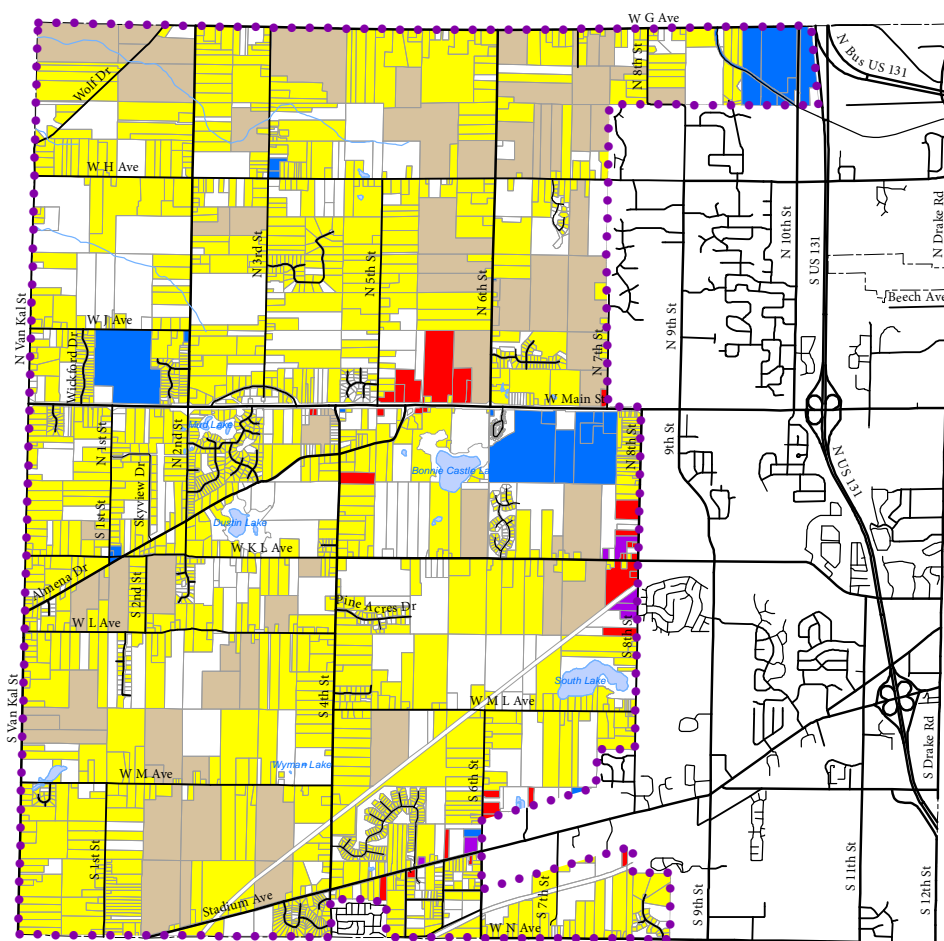 W G Ave
N Bus US 131
N 8th St
Wolf Dr
W H Ave
N Drake Rd
N 10th St
S US 131
N 3rd St
N 5th St
N 6th St
Beech Ave
N Van Kal St
W J Ave
N 9th St
N 7th St
Wickford Dr
W Main St
Mud Lake
N 1st St
N 2nd St
N 8th St
9th St
Bonnie Castle La
N US 131
Skyview Dr
S 1st St
Dustin Lake
W K L Ave
Almena Dr
S 2nd St
Pine Acres Dr
W L Ave
S 8th St
South Lake
S Van Kal St
S 4th St
W M L Ave
S Drake Rd
Wyman Lake
W M Ave
S 6th St
S 1st St
S 11th St
S 12th St
Stadium Ave
S 7th St
S 9th St
W N Ave